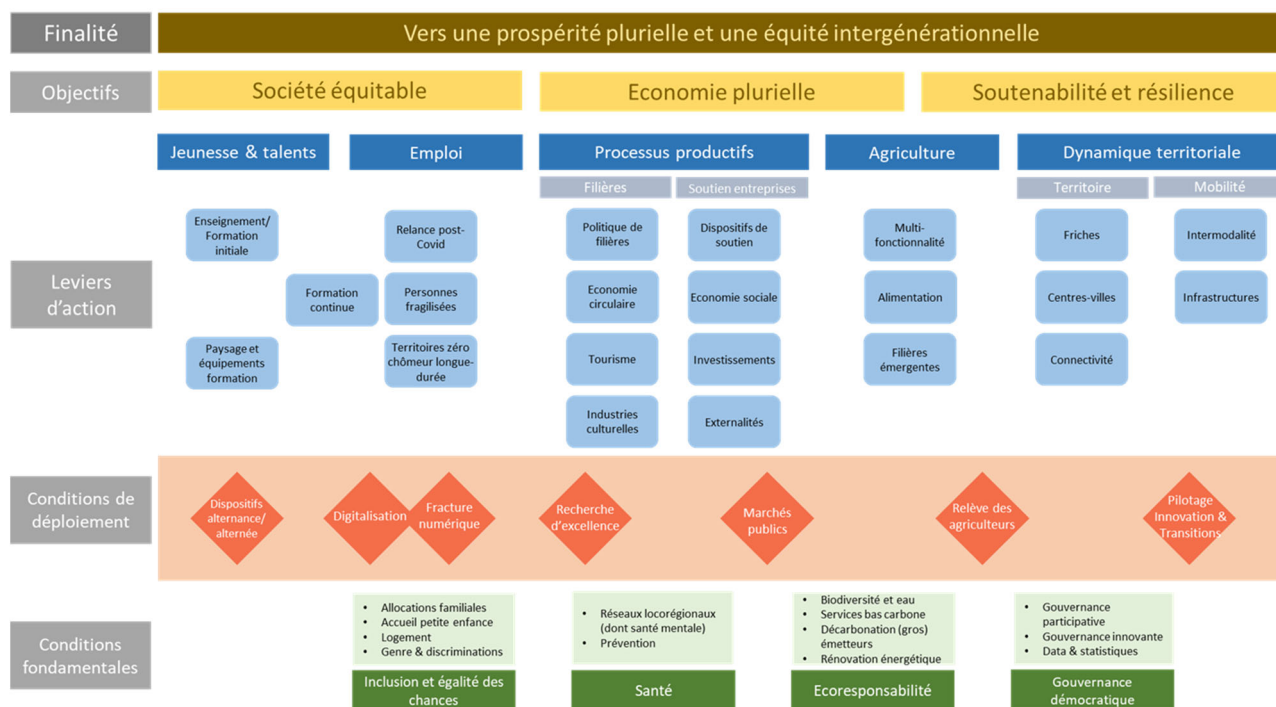 Finalité
Vers une prospérité plurielle et une équité intergénérationnelle
Objectifs
Société équitable
Economie plurielle
Soutenabilité et résilience
Jeunesse & talents
Emploi
Processus productifs
Agriculture
Dynamique territoriale
Filières
Soutien entreprises
Territoire
Mobilité
Leviers
d'action
Enseignement/
Formation
initiale
Formation
continue
Paysage et
équipements
formation
Relance post-
Covid
Personnes
fragilisées
Territoires zéro
chômeur longue-
durée
Politique de
filières
Economie
circulaire
Tourisme
Industries
culturelles
Dispositifs de
soutien
Economie sociale
Investissements
Externalités
Multi-
fonctionnalité
Alimentation
Filières
émergentes
Friches
Centres-villes
Connectivité
Intermodalité
Infrastructures
Conditions de
déploiement
Dispositifs
alternance/
alternée
Digitalisation
Fracture
numérique
Recherche
d'excellence
Marchés
publics
Relève des
agriculteurs
Pilotage
Innovation &
Transitions
Conditions
fondamentales
• Allocations familiales
• Accueil petite enfance
• Logement
• Genre & discriminations
Inclusion et égalité des
chances
• Réseaux locorégionaux
(dont santé mentale)
• Prévention
Santé
• Biodiversité et eau
• Services bas carbone
• Décarbonation (gros)
émetteurs
• Rénovation énergétique
Ecoresponsabilité
• Gouvernance
participative
• Gouvernance innovante
• Data & statistiques
Gouvernance
démocratique